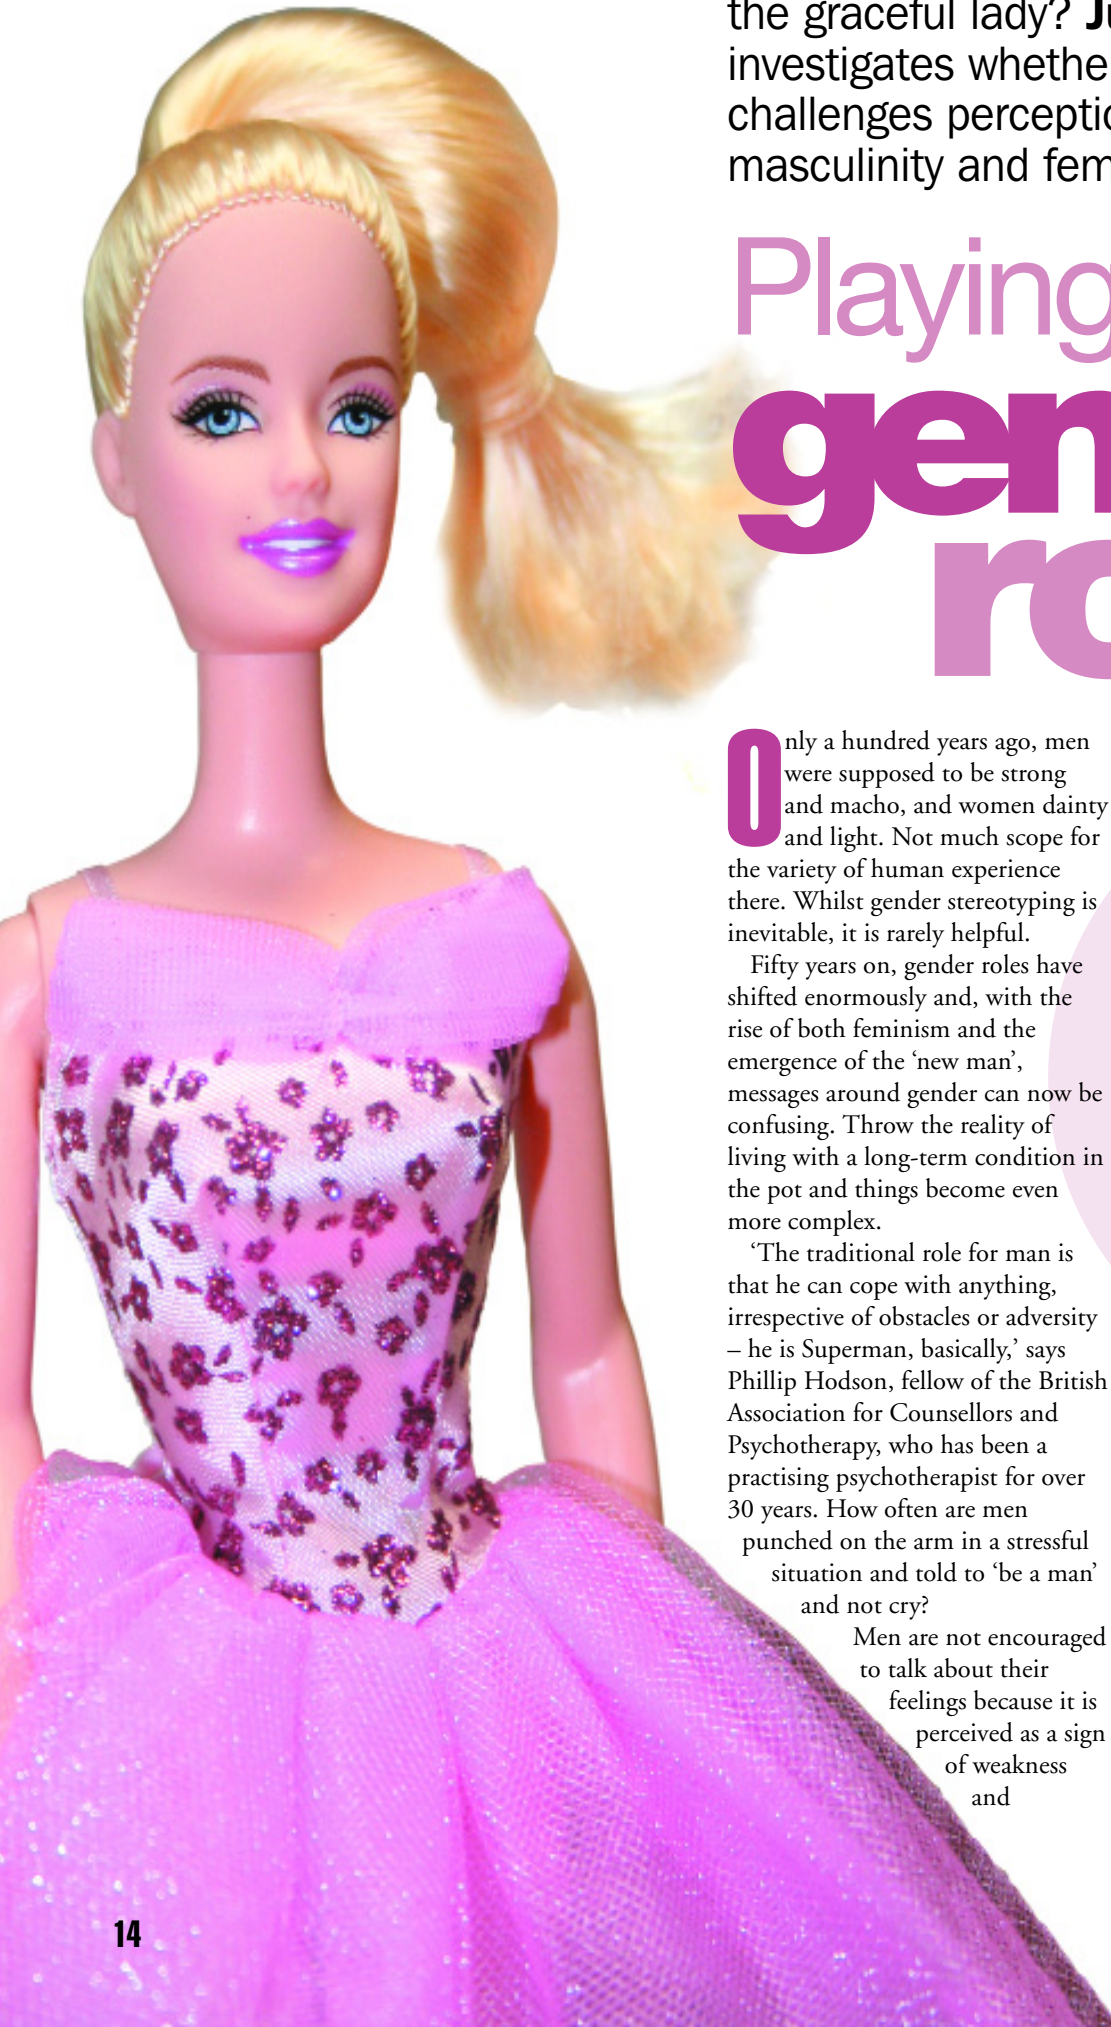 the graceful lady?
investigates
challenges
masculinity and
Playing
Only a hundred years ago, men
were supposed to be strong
and macho, and women dainty
and light. Not much scope for
the variety of human experience
there. Whilst gender stereotyping is
inevitable, it is rarely helpful.
Fifty years on, gender roles have
shifted enormously and, with the
rise of both feminism and the
emergence of the ‘new man’,
messages around gender can now be
confusing. Throw the reality of
living with a long-term condition in
the pot and things become even
more complex.
‘The traditional role for man is
that he can cope with anything,
irrespective of obstacles or adversity
– he is Superman, basically,’ says
Phillip Hodson, fellow of the British
Association for Counsellors and
Psychotherapy, who has been a
practising psychotherapist for over
30 years. How often are men
punched on the arm in a stressful
situation and told to ‘be a man’
and not cry?
Men are not encouraged
to talk about their
feelings because it is
perceived as a sign
of weakness
and
14